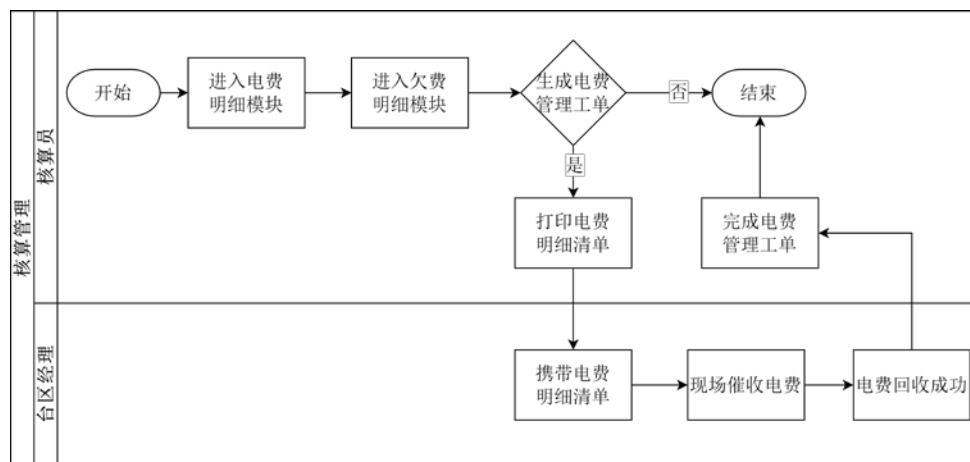 核算管理
核算员
开始
进入电费
明细模块
进入欠费
明细模块
生成电费
管理工单
否
结束
是
打印电费
明细清单
完成电费
管理工单
台区经理
携带电费
明细清单
现场催收电费
电费回收成功